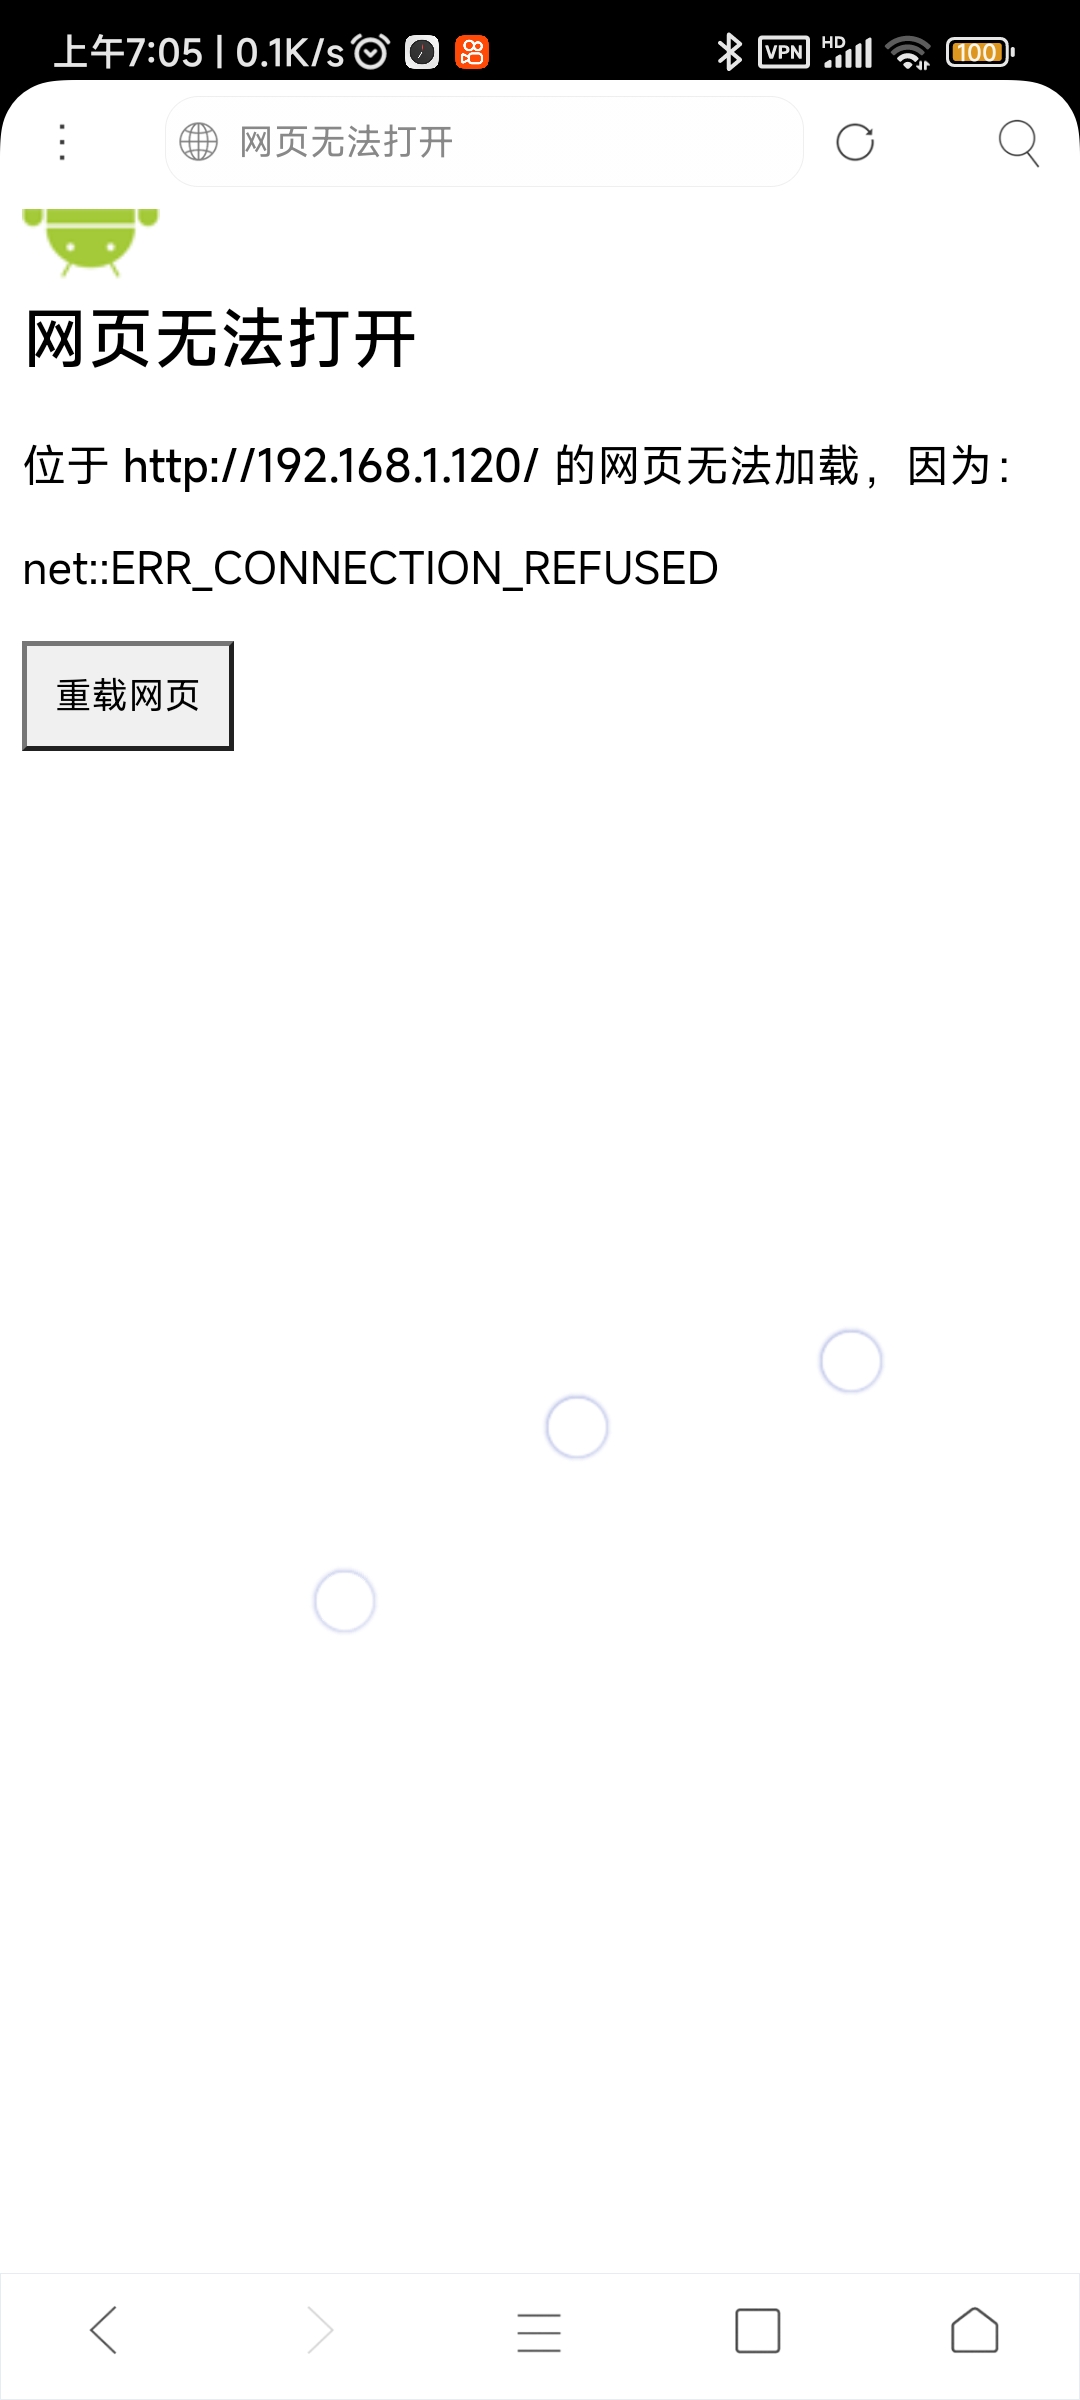 上午7:05 | 0.1K/s
VPN
HD
100
网页无法打开
网页无法打开
位于 http://192.168.1.120/ 的网页无法加载，因为：
net::ERR_CONNECTION_REFUSED
重载网页